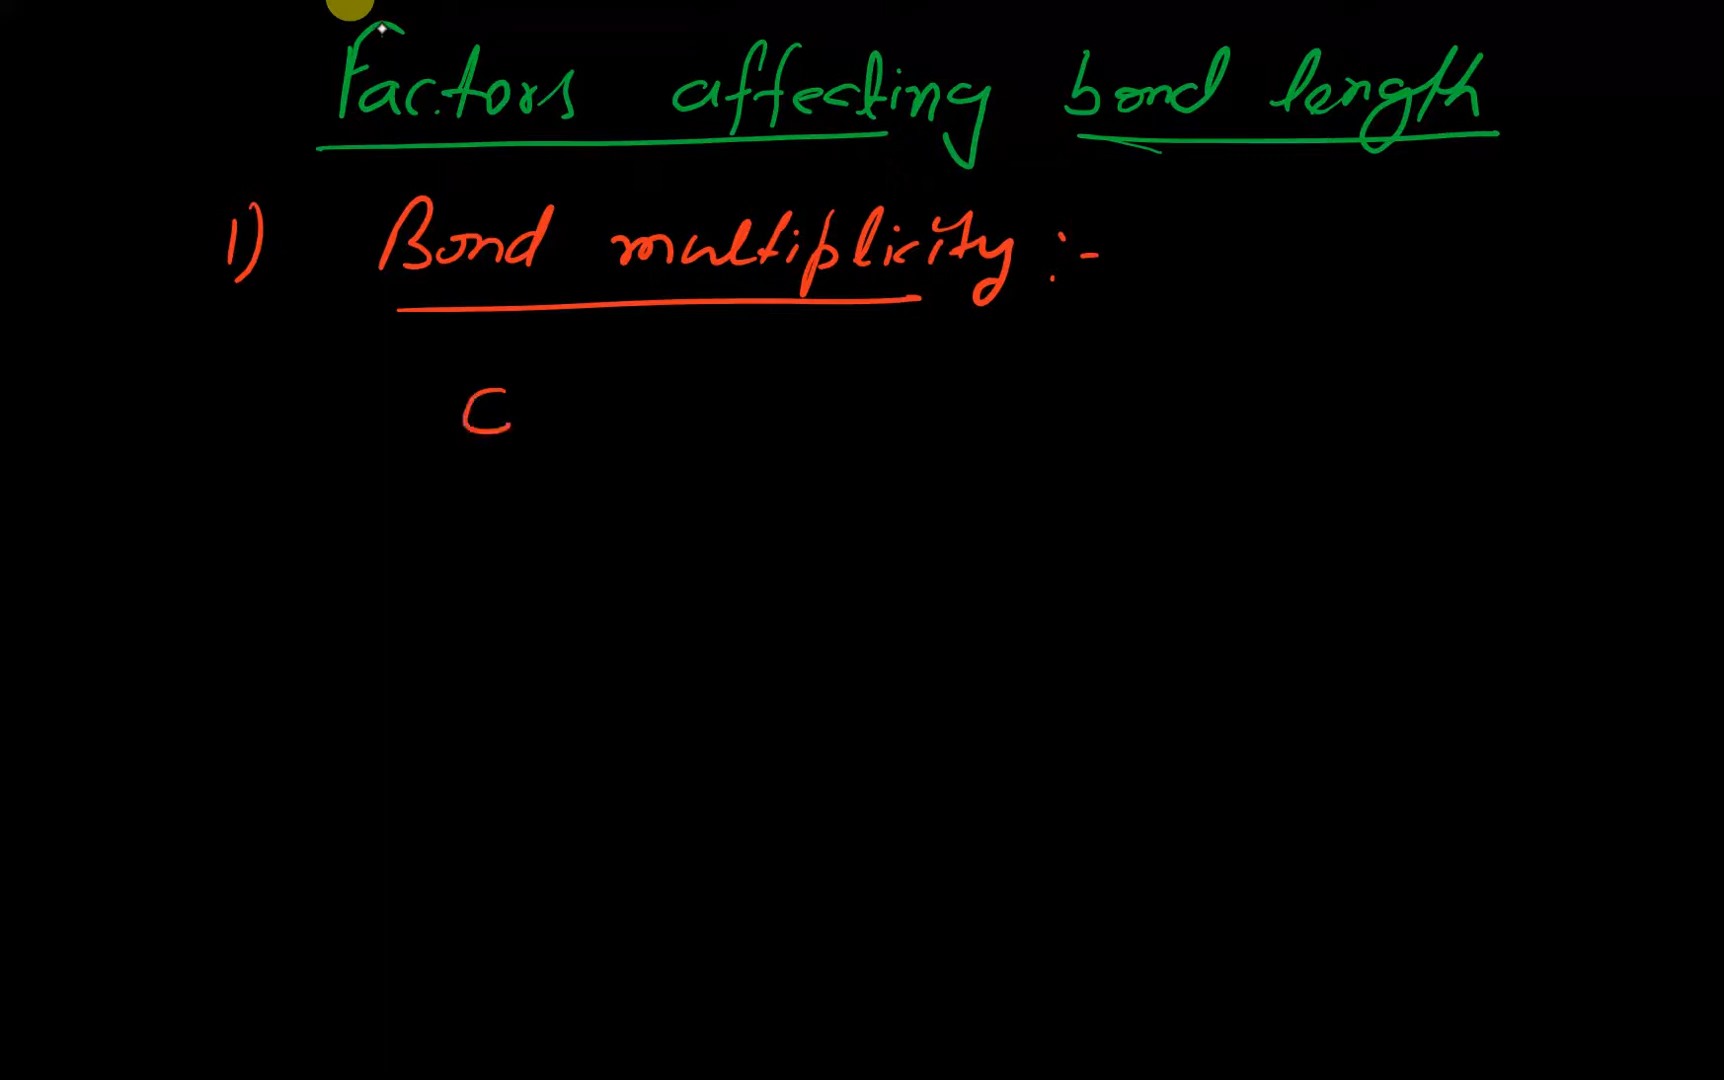 Factors affecting bond length
1) Bond multiplicity :-
C